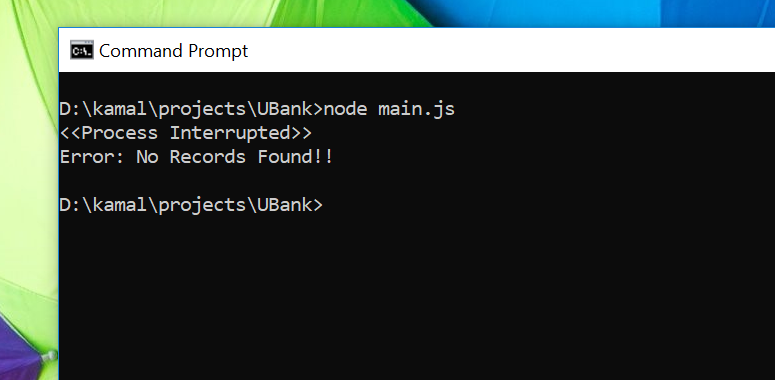 Command Prompt
D:\kamal\projects\UBank>node main.js
<<Process Interrupted>>
Error: No Records Found!!
D:\kamal\projects\UBank>